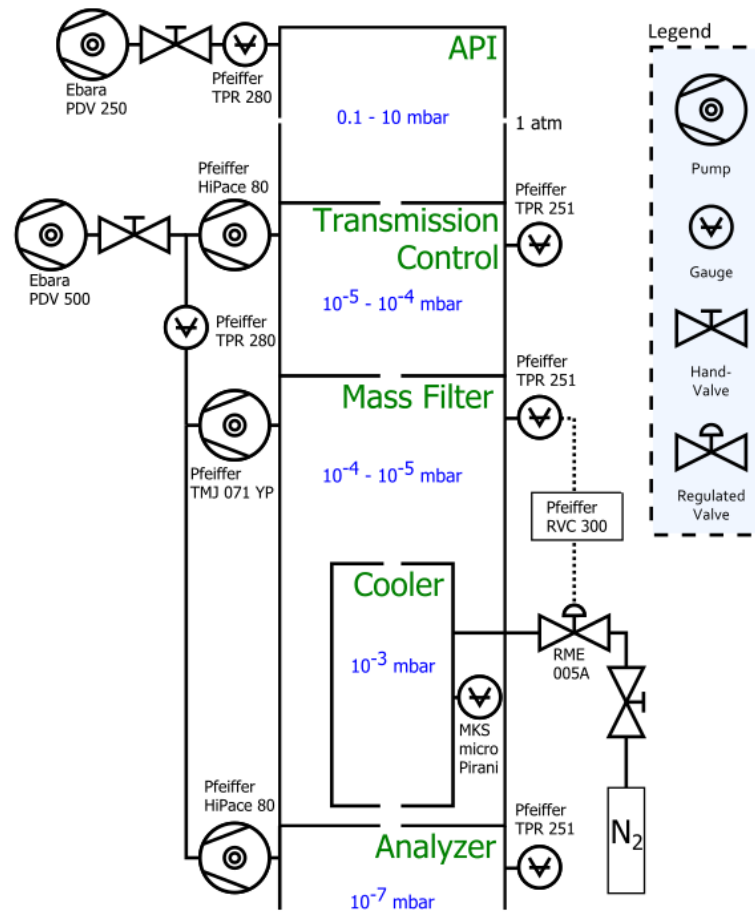 Ebara
PDV 250
Pfeiffer
TPR 280
API
0.1 - 10 mbar
1 atm
Pfeiffer
HiPace 80
Ebara
PDV 500
Transmission
Control
10⁻⁵ - 10⁻⁴ mbar
Pfeiffer
TPR 251
Pfeiffer
TPR 280
Mass Filter
10⁻⁴ - 10⁻⁵ mbar
Pfeiffer
TPR 251
Pfeiffer
TMJ 071 YP
Pfeiffer
RVC 300
Cooler
10⁻³ mbar
RME
005A
MKS
micro
Pirani
N₂
Pfeiffer
HiPace 80
Analyzer
10⁻⁷ mbar
Pfeiffer
TPR 251
Legend
Pump
Gauge
Hand-
Valve
Regulated
Valve